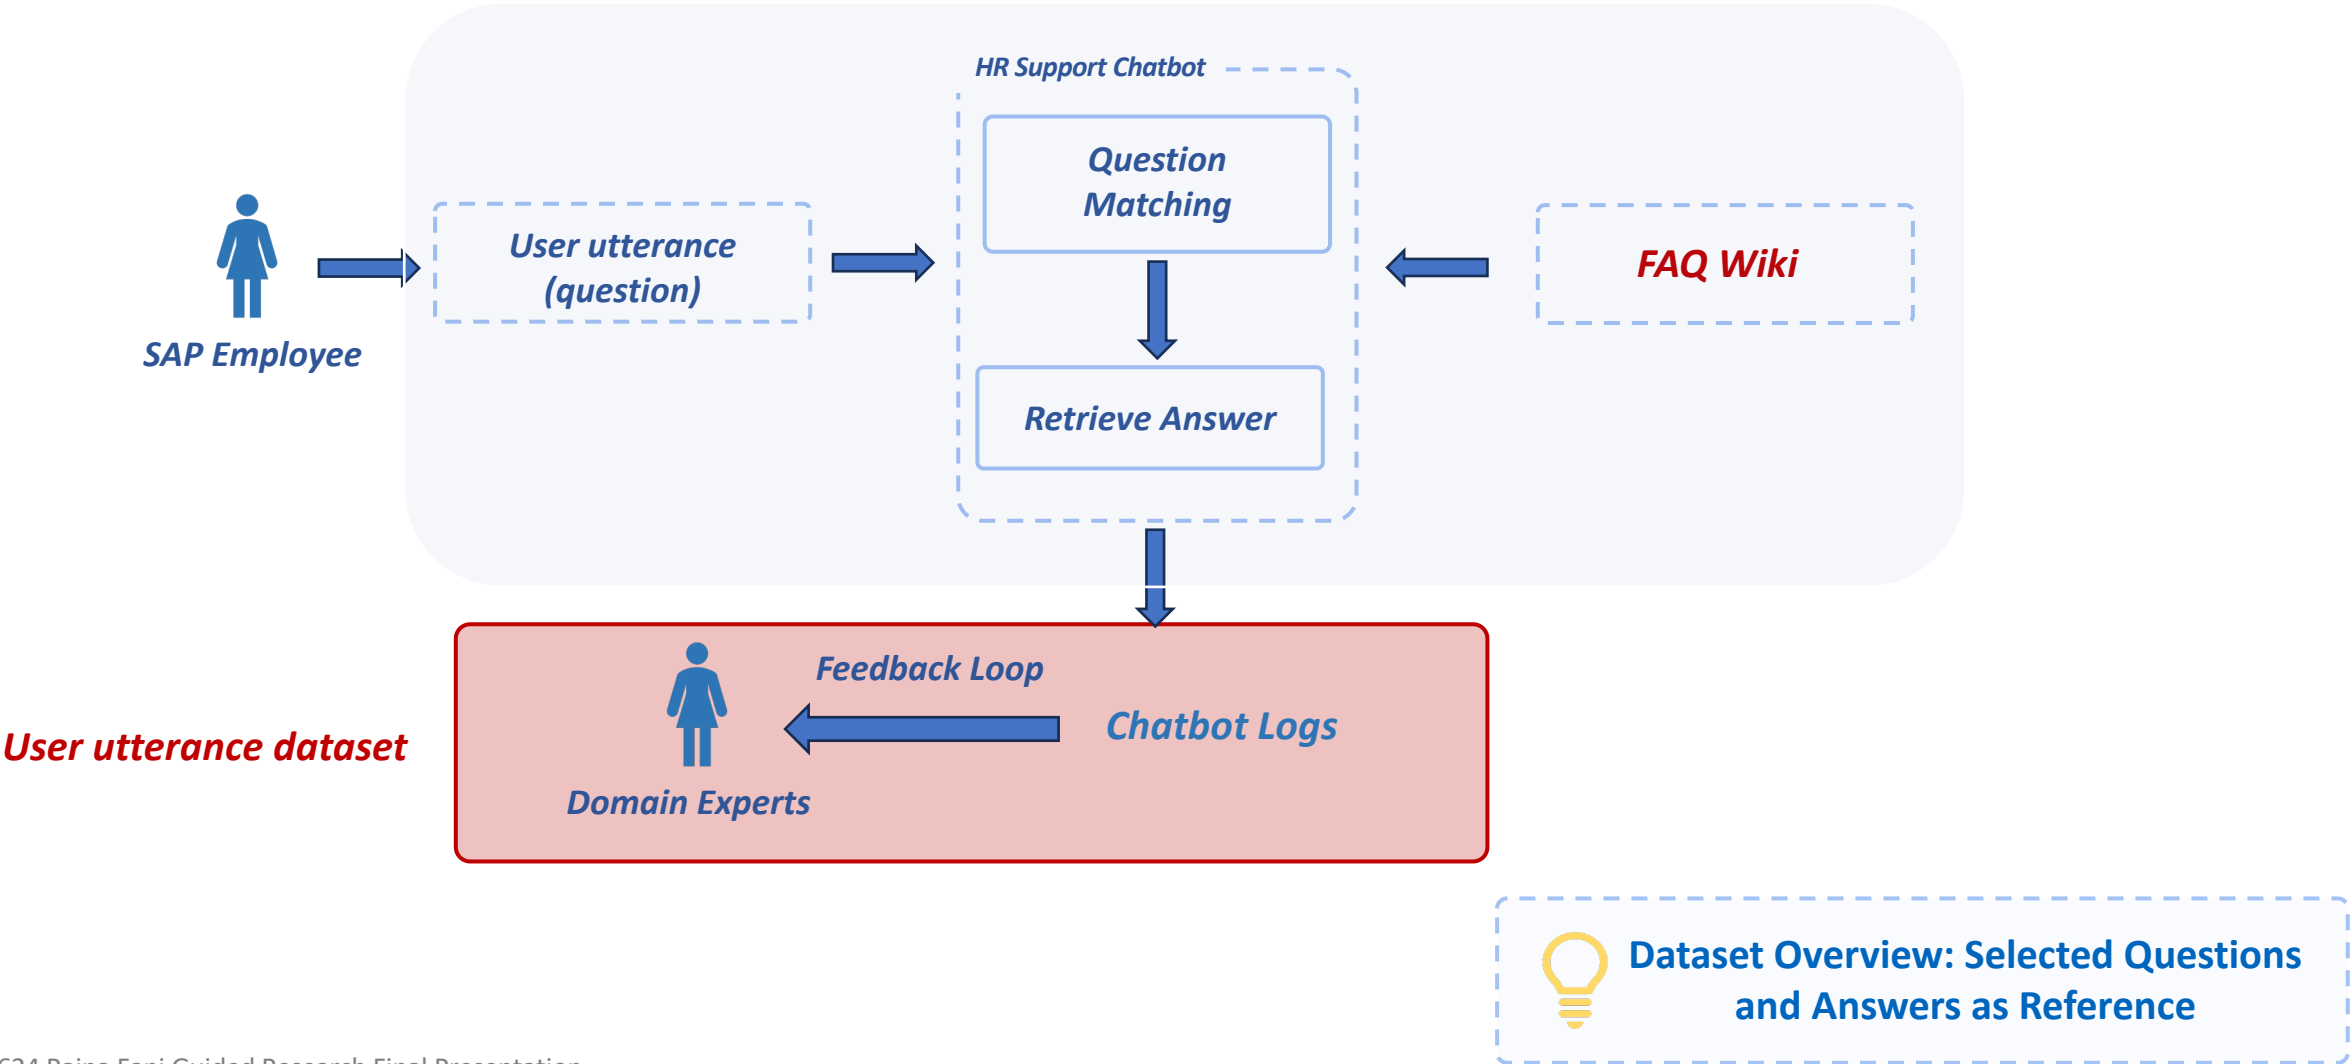 HR Support Chatbot
Question
Matching
User utterance
(question)
FAQ Wiki
SAP Employee
Retrieve Answer
Feedback Loop
Chatbot Logs
User utterance dataset
Domain Experts
Dataset Overview: Selected Questions
and Answers as Reference
Guided Research Final Presentation